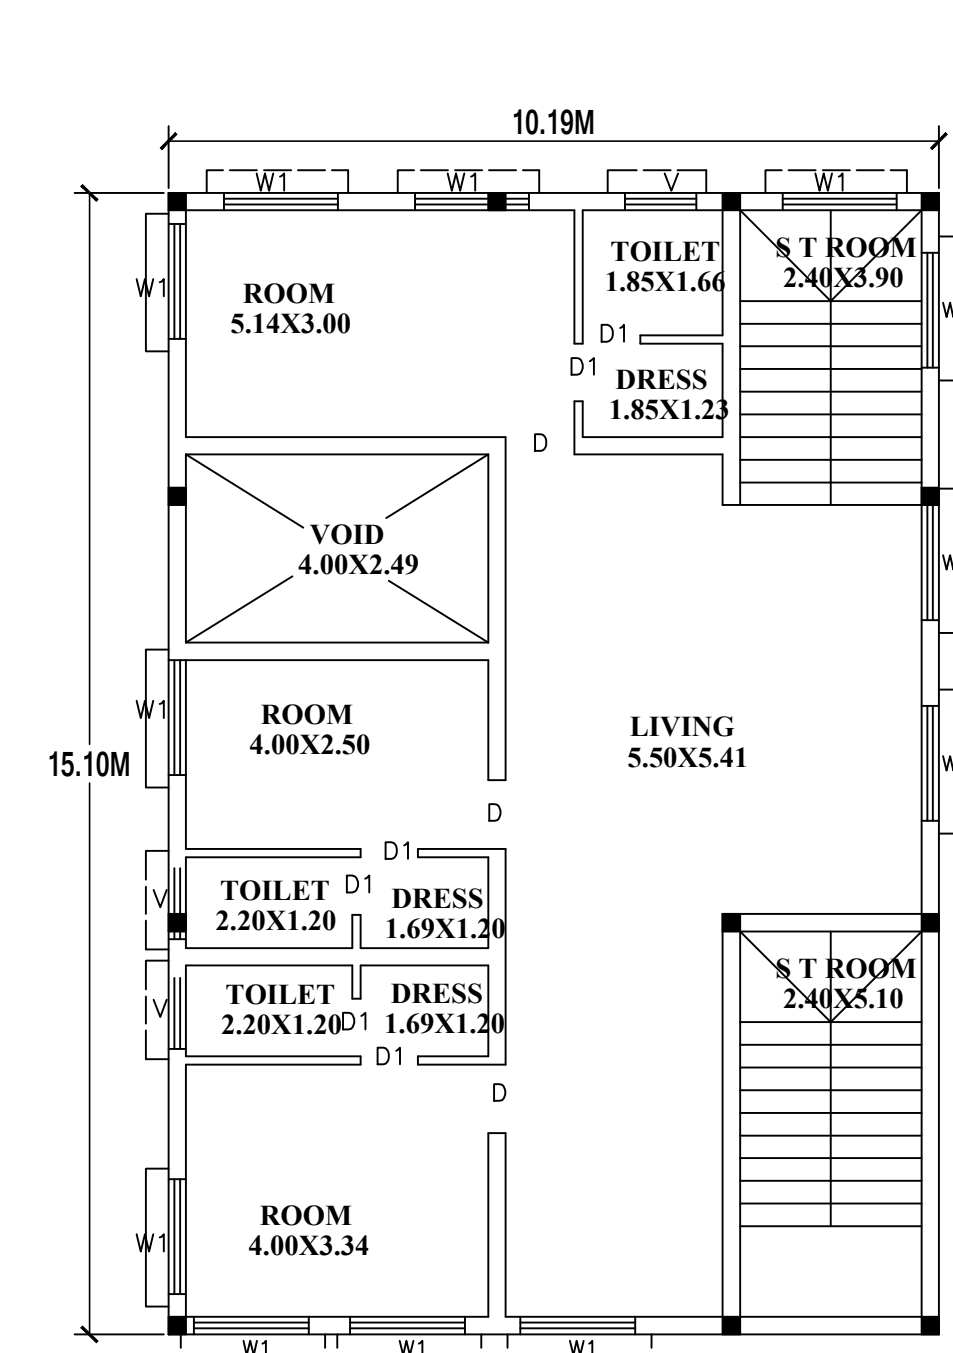 10.19M
W1
W1
V
W1
TOILET
1.85X1.66
S T ROOM
2.40X3.90
W1
ROOM
5.14X3.00
W
D1
D1
DRESS
1.85X1.23
D
VOID
4.00X2.49
W
W1
ROOM
4.00X2.50
LIVING
5.50X5.41
15.10M
W
D
D1
D1
V
TOILET
2.20X1.20
DRESS
1.69X1.20
S T ROOM
2.40X5.10
V
TOILET
2.20X1.20
D1
DRESS
1.69X1.20
D1
D
ROOM
4.00X3.34
W1
W1
W1
W1